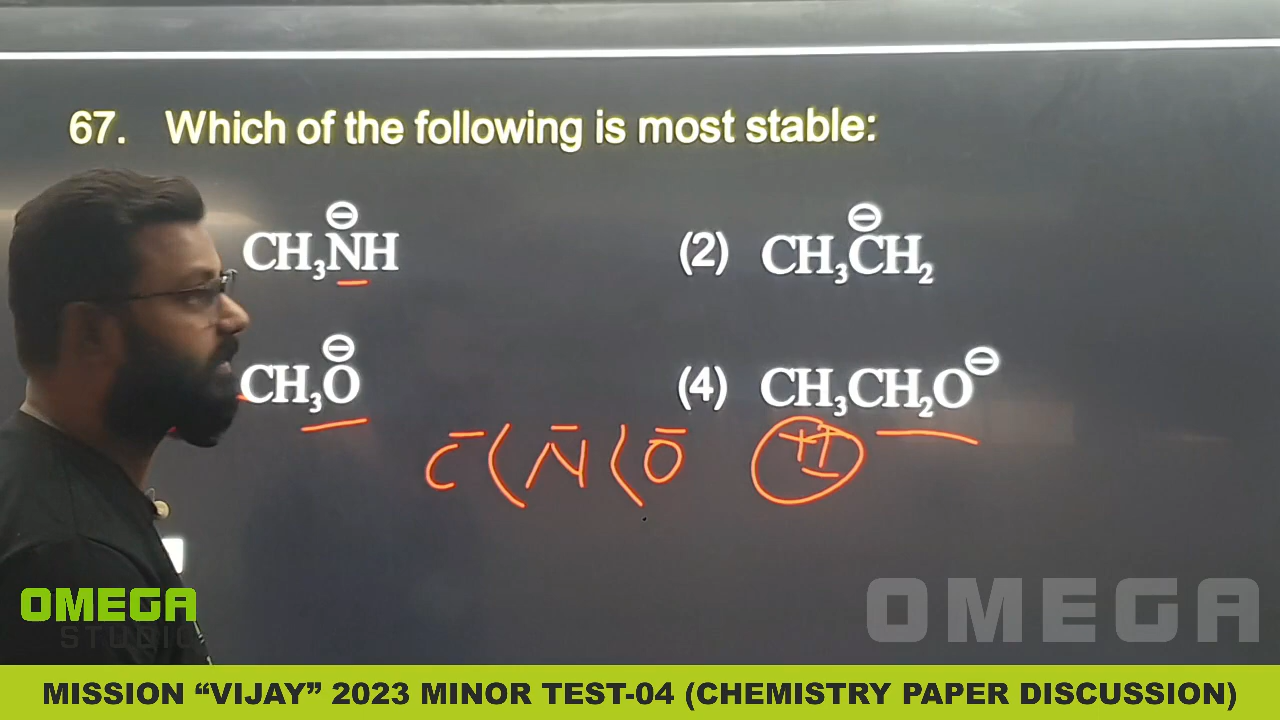 67. Which of the following is most stable:
CH₃N⊖H
(2) CH₃C⊖H₂
CH₃O⊖
(4) CH₃CH₂O⊖
C⁻ < N⁻ < O⁻ +I
OMEGA
STUDIO
OMEGA
MISSION “VIJAY” 2023 MINOR TEST-04 (CHEMISTRY PAPER DISCUSSION)